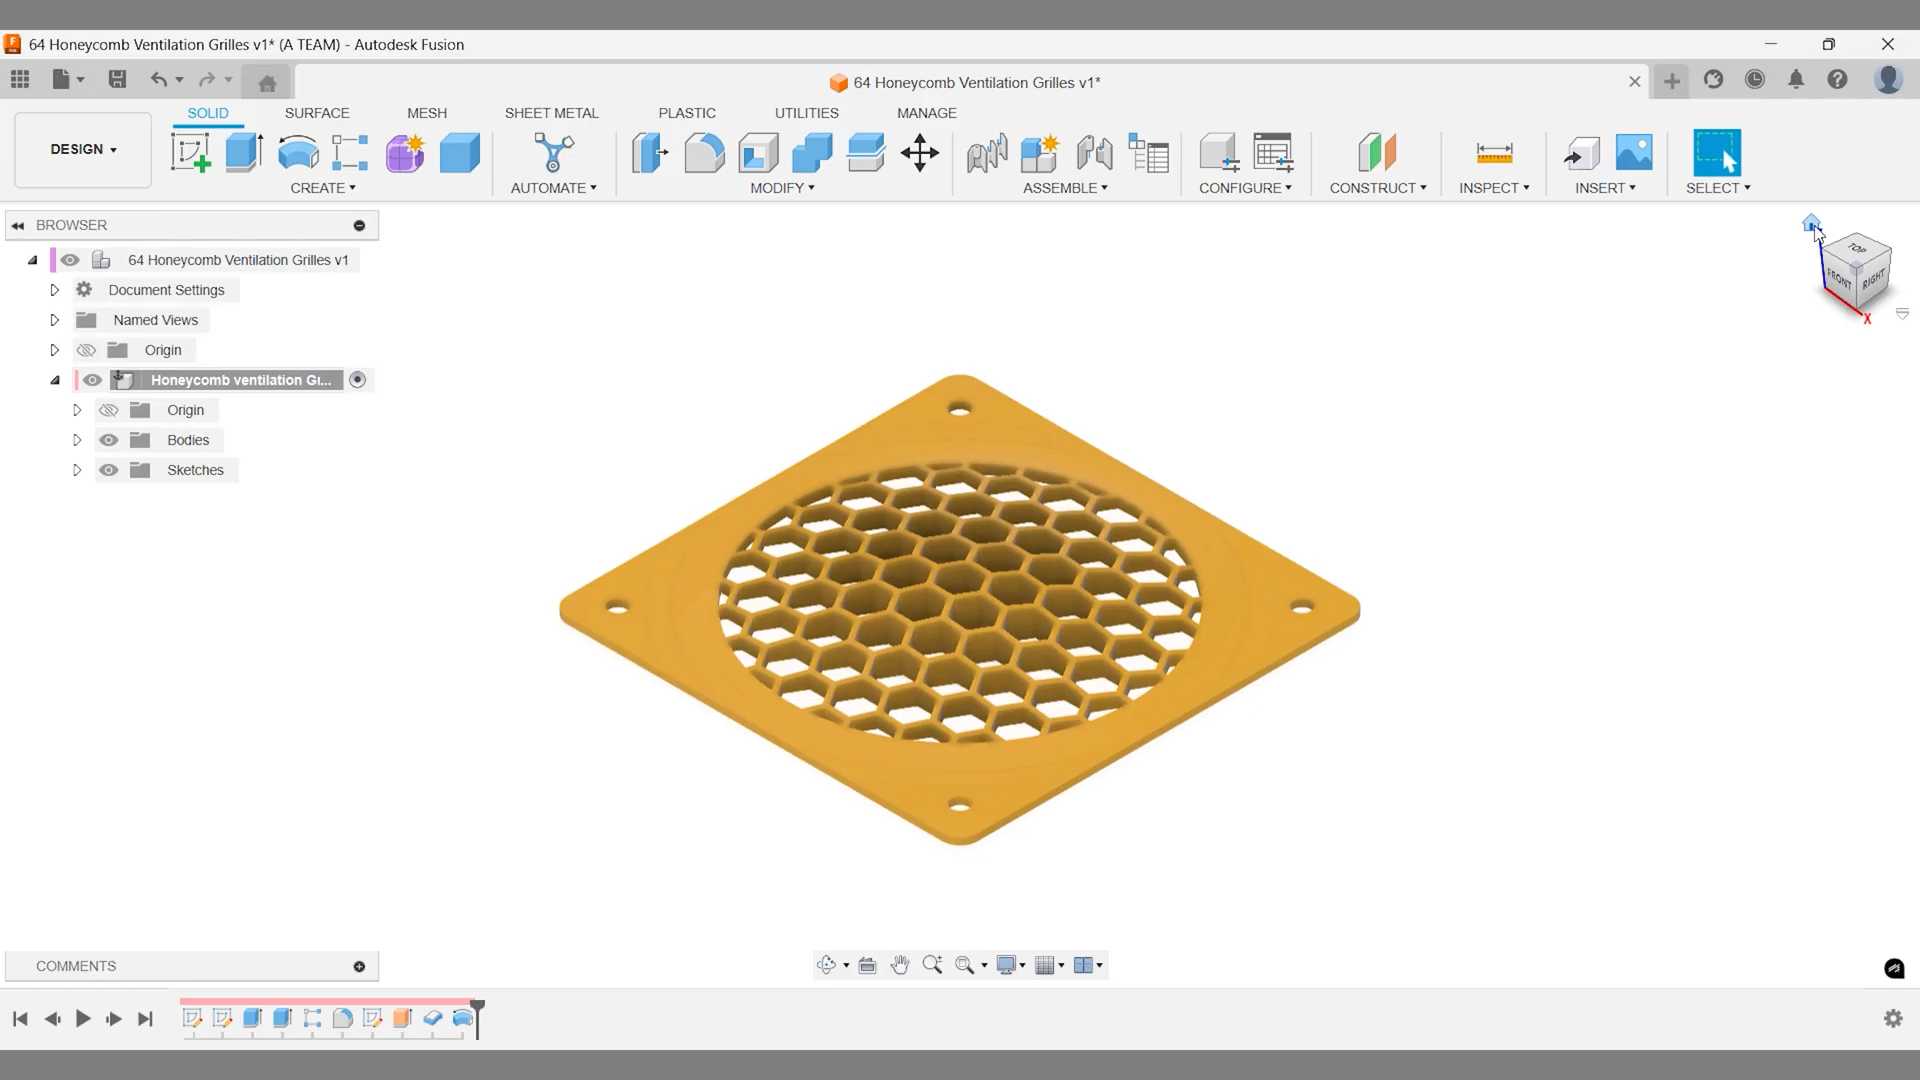 64 Honeycomb Ventilation Grilles v1* (A TEAM) - Autodesk Fusion
64 Honeycomb Ventilation Grilles v1*
SOLID SURFACE MESH SHEET METAL PLASTIC UTILITIES MANAGE
DESIGN
CREATE AUTOMATE MODIFY ASSEMBLE CONFIGURE CONSTRUCT INSPECT INSERT SELECT
BROWSER
64 Honeycomb Ventilation Grilles v1
Document Settings
Named Views
Origin
Honeycomb ventilation Gr...
Origin
Bodies
Sketches
TOP
FRONT RIGHT
X
COMMENTS